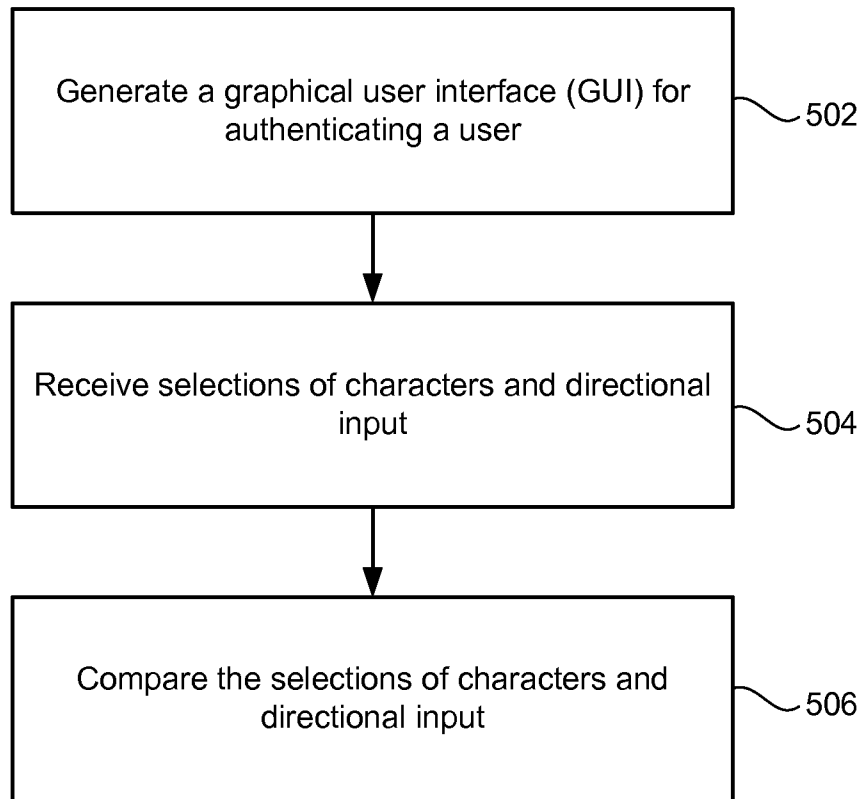 Generate a graphical user interface (GUI) for
authenticating a user
502
Receive selections of characters and directional
input
504
Compare the selections of characters and
directional input
506